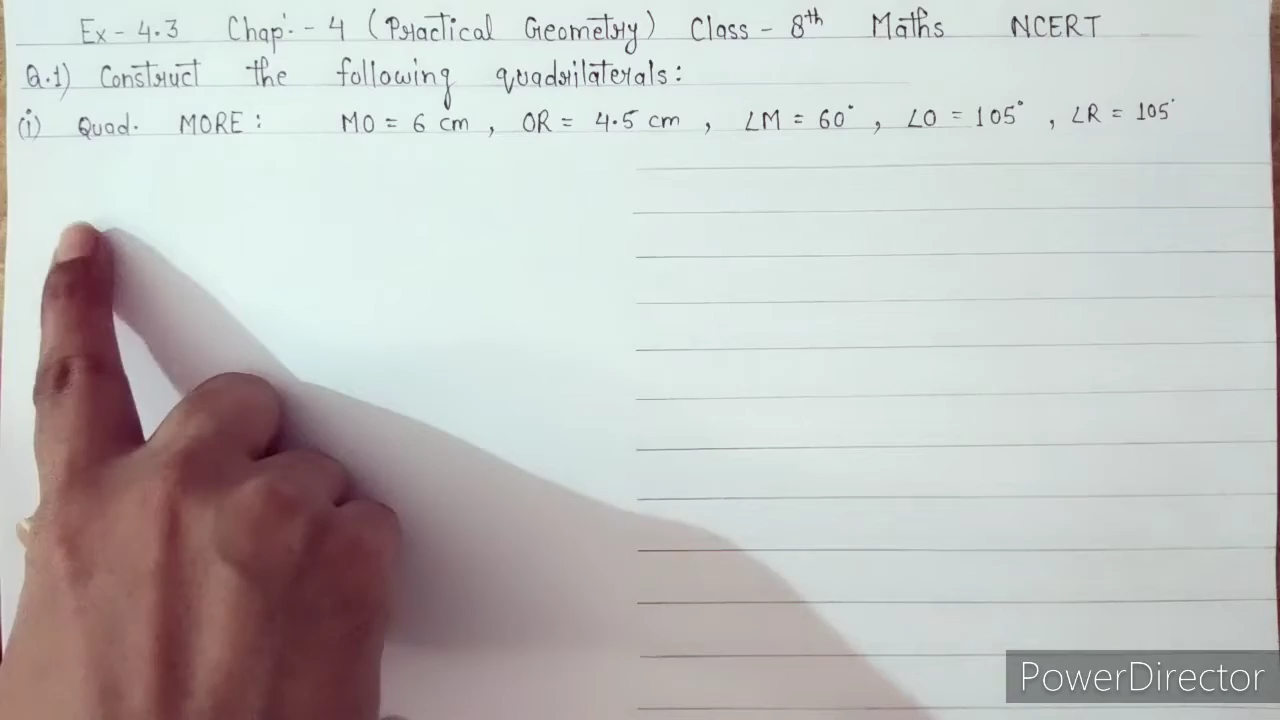 Ex - 4.3 Chap:- 4 (Practical Geometry) Class - 8th Maths NCERT
Q.1) Construct the following quadrilaterals:
(i) Quad. MORE: MO = 6 cm, OR = 4.5 cm, ∠M = 60°, ∠O = 105°, ∠R = 105°
PowerDirector